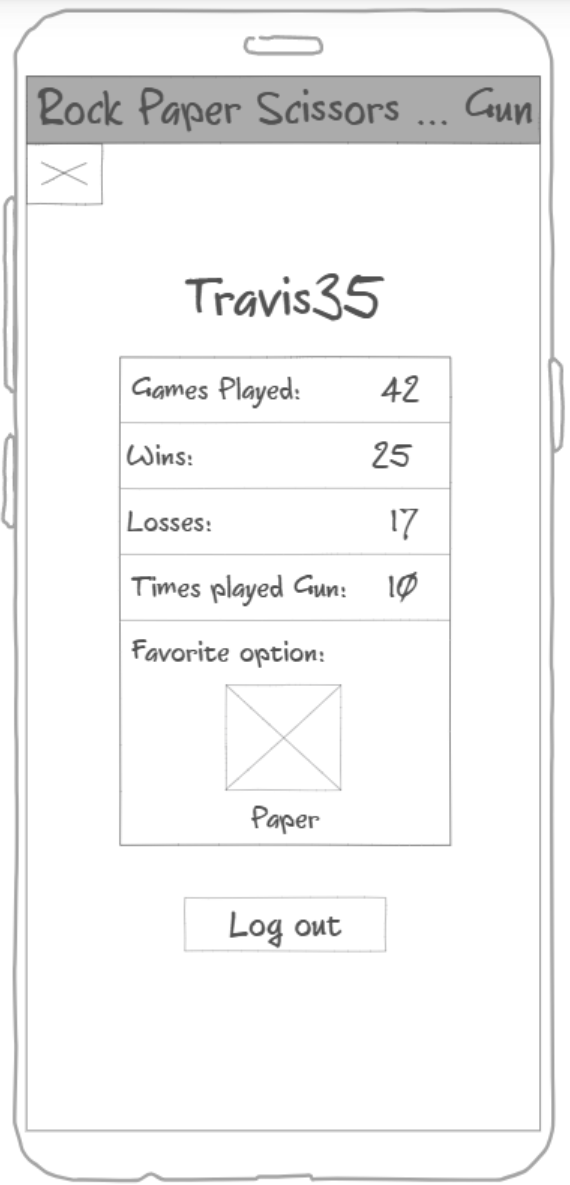 Rock Paper Scissors ... Gun
Travis35
Games Played: 42
Wins: 25
Losses: 17
Times played Gun: 10
Favorite option:
Paper
Log out